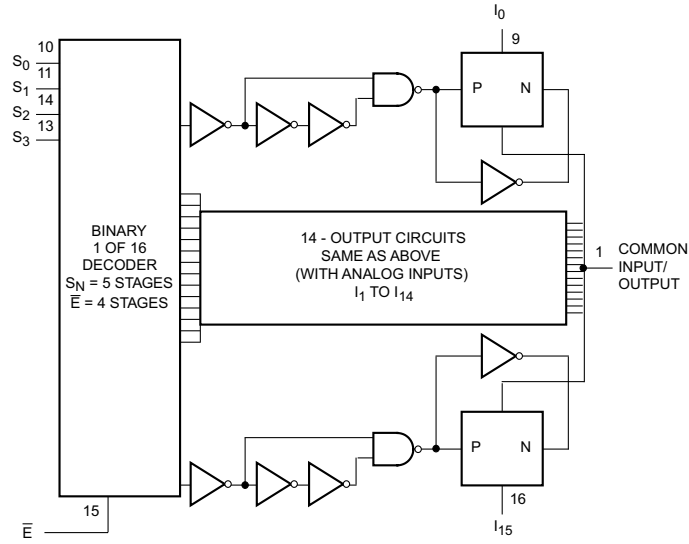 I0
10
9
S0
11
S1
14
P
N
S2
13
S3
BINARY
1 OF 16
DECODER
SN = 5 STAGES
E̅ = 4 STAGES
14 - OUTPUT CIRCUITS
SAME AS ABOVE
(WITH ANALOG INPUTS)
I1 TO I14
1
COMMON
INPUT/
OUTPUT
P
N
15
16
E̅
I15